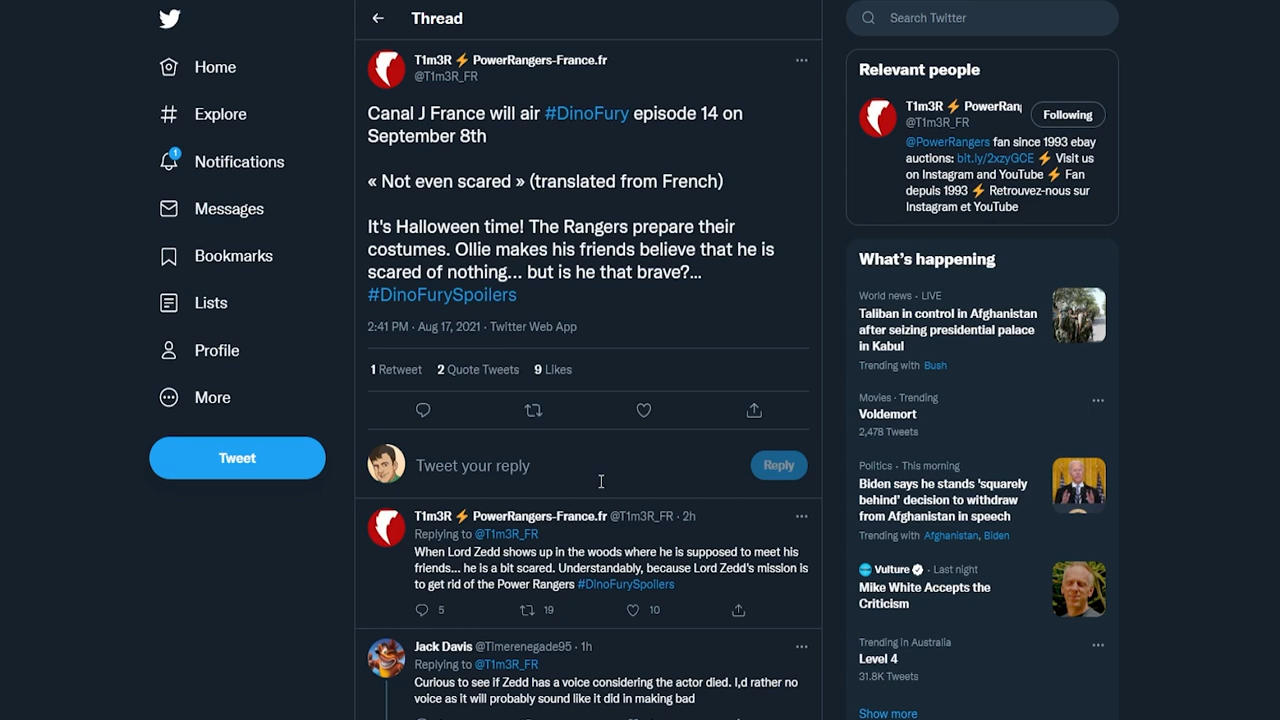 Home
Explore
1
Notifications
Messages
Bookmarks
Lists
Profile
More
Tweet
Thread
T1m3R ⚡ PowerRangers-France.fr
@T1m3R_FR
Canal J France will air #DinoFury episode 14 on
September 8th
« Not even scared » (translated from French)
It's Halloween time! The Rangers prepare their
costumes. Ollie makes his friends believe that he is
scared of nothing... but is he that brave?...
#DinoFurySpoilers
2:41 PM · Aug 17, 2021 · Twitter Web App
1 Retweet 2 Quote Tweets 9 Likes
Tweet your reply
Reply
T1m3R ⚡ PowerRangers-France.fr @T1m3R_FR · 2h
Replying to @T1m3R_FR
When Lord Zedd shows up in the woods where he is supposed to meet his
friends... he is a bit scared. Understandably, because Lord Zedd's mission is
to get rid of the Power Rangers #DinoFurySpoilers
5 19 10
Jack Davis @Timerenegade95 · 1h
Replying to @T1m3R_FR
Curious to see if Zedd has a voice considering the actor died. I,d rather no
voice as it will probably sound like it did in making bad
Search Twitter
Relevant people
T1m3R ⚡ PowerRan
Following
@T1m3R_FR
@PowerRangers fan since 1993 ebay
auctions: bit.ly/2xzyGCE ⚡ Visit us
on Instagram and YouTube ⚡ Fan
depuis 1993 ⚡ Retrouvez-nous sur
Instagram et YouTube
What's happening
World news · LIVE
Taliban in control in Afghanistan
after seizing presidential palace
in Kabul
Trending with Bush
Movies · Trending
Voldemort
2,478 Tweets
Politics · This morning
Biden says he stands 'squarely
behind' decision to withdraw
from Afghanistan in speech
Trending with Afghanistan, Biden
Vulture · Last night
Mike White Accepts the
Criticism
Trending in Australia
Level 4
31.8K Tweets
Show more